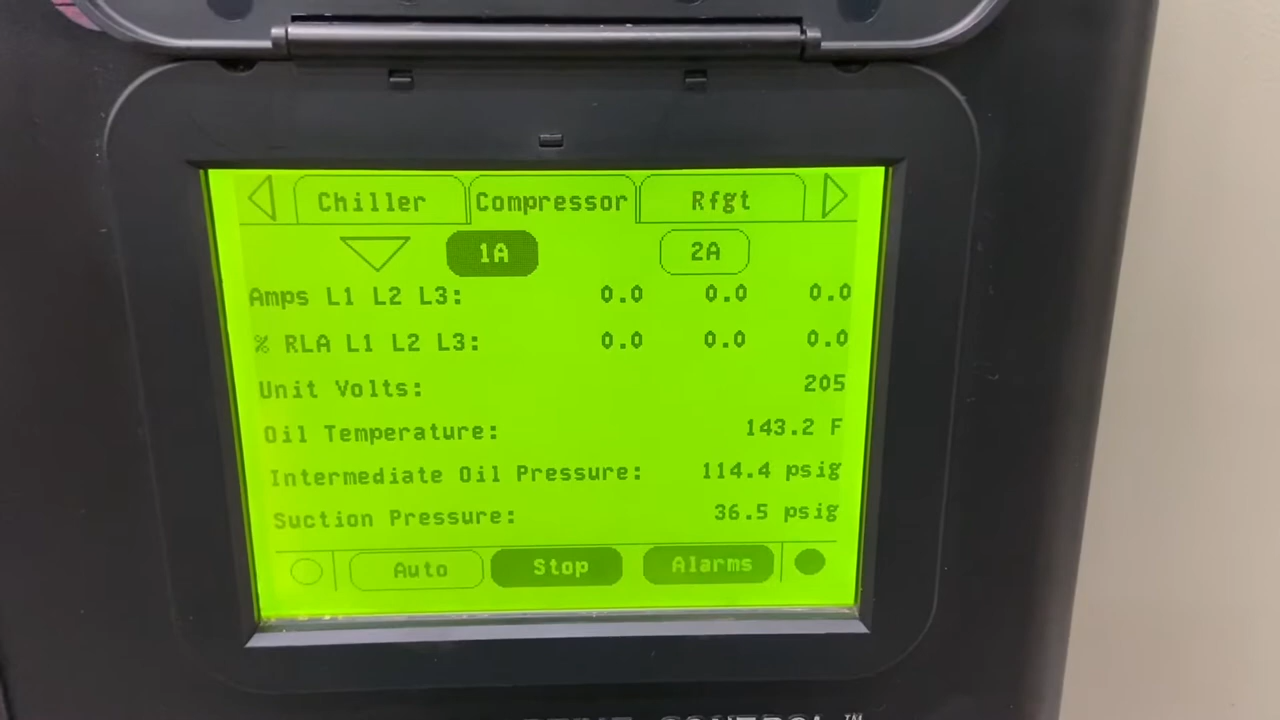 Chiller Compressor Rfgt
1A 2A
Amps L1 L2 L3: 0.0 0.0 0.0
% RLA L1 L2 L3: 0.0 0.0 0.0
Unit Volts: 205
Oil Temperature: 143.2 F
Intermediate Oil Pressure: 114.4 psig
Suction Pressure: 36.5 psig
Auto Stop Alarms
CONTROL™